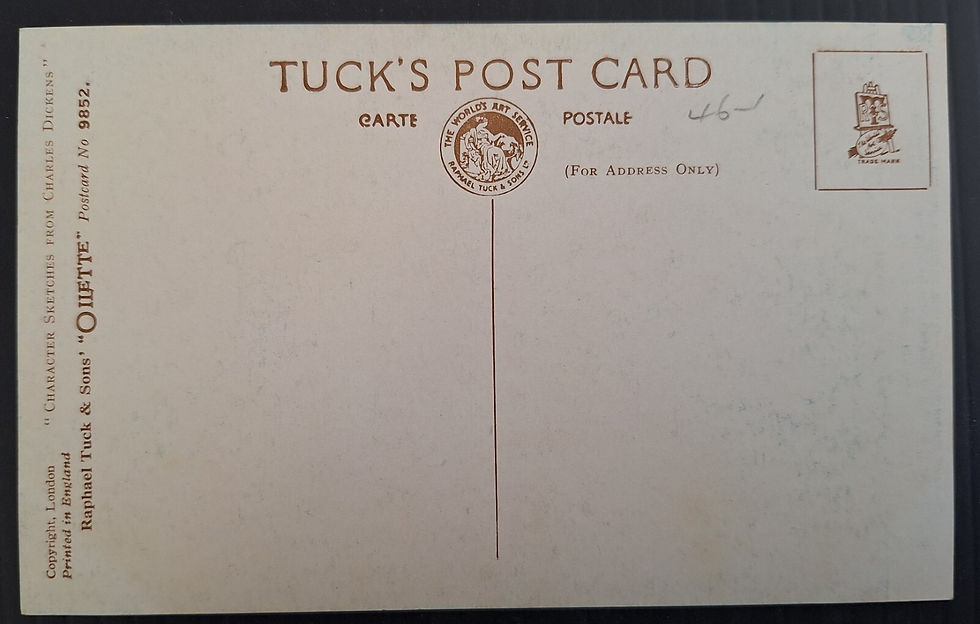 TUCK'S POST CARD
CARTE POSTALE
THE WORLD'S ART SERVICE
RAPHAEL TUCK & SONS LD
46-
(FOR ADDRESS ONLY)
TRADE MARK
Copyright, London "CHARACTER SKETCHES FROM CHARLES DICKENS"
Printed in England
Raphael Tuck & Sons' "OILETTE" Postcard No 9852.